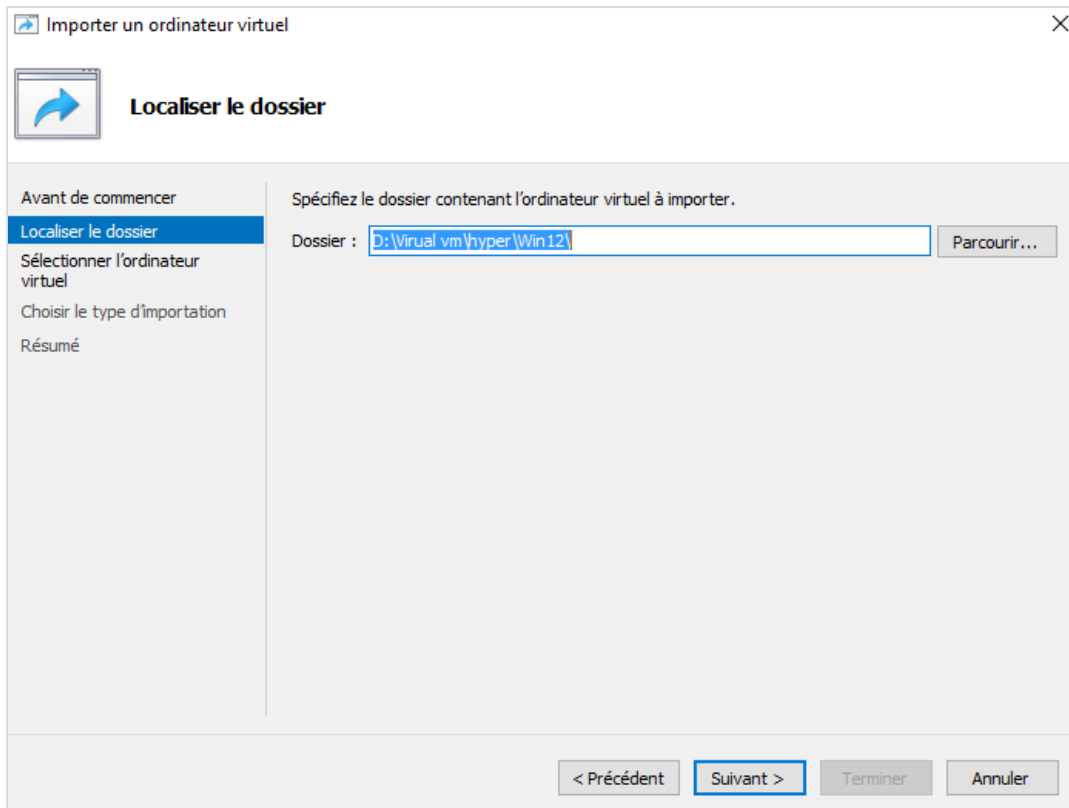 Importer un ordinateur virtuel
Localiser le dossier
Avant de commencer
Localiser le dossier
Sélectionner l'ordinateur
virtuel
Choisir le type d'importation
Résumé
Spécifiez le dossier contenant l'ordinateur virtuel à importer.
Dossier : D:\Virual vm\hyper\Win12\ Parcourir...
< Précédent Suivant > Terminer Annuler